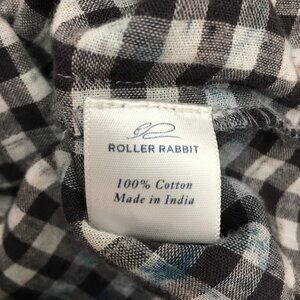 ROLLER RABBIT
100% Cotton
Made in India